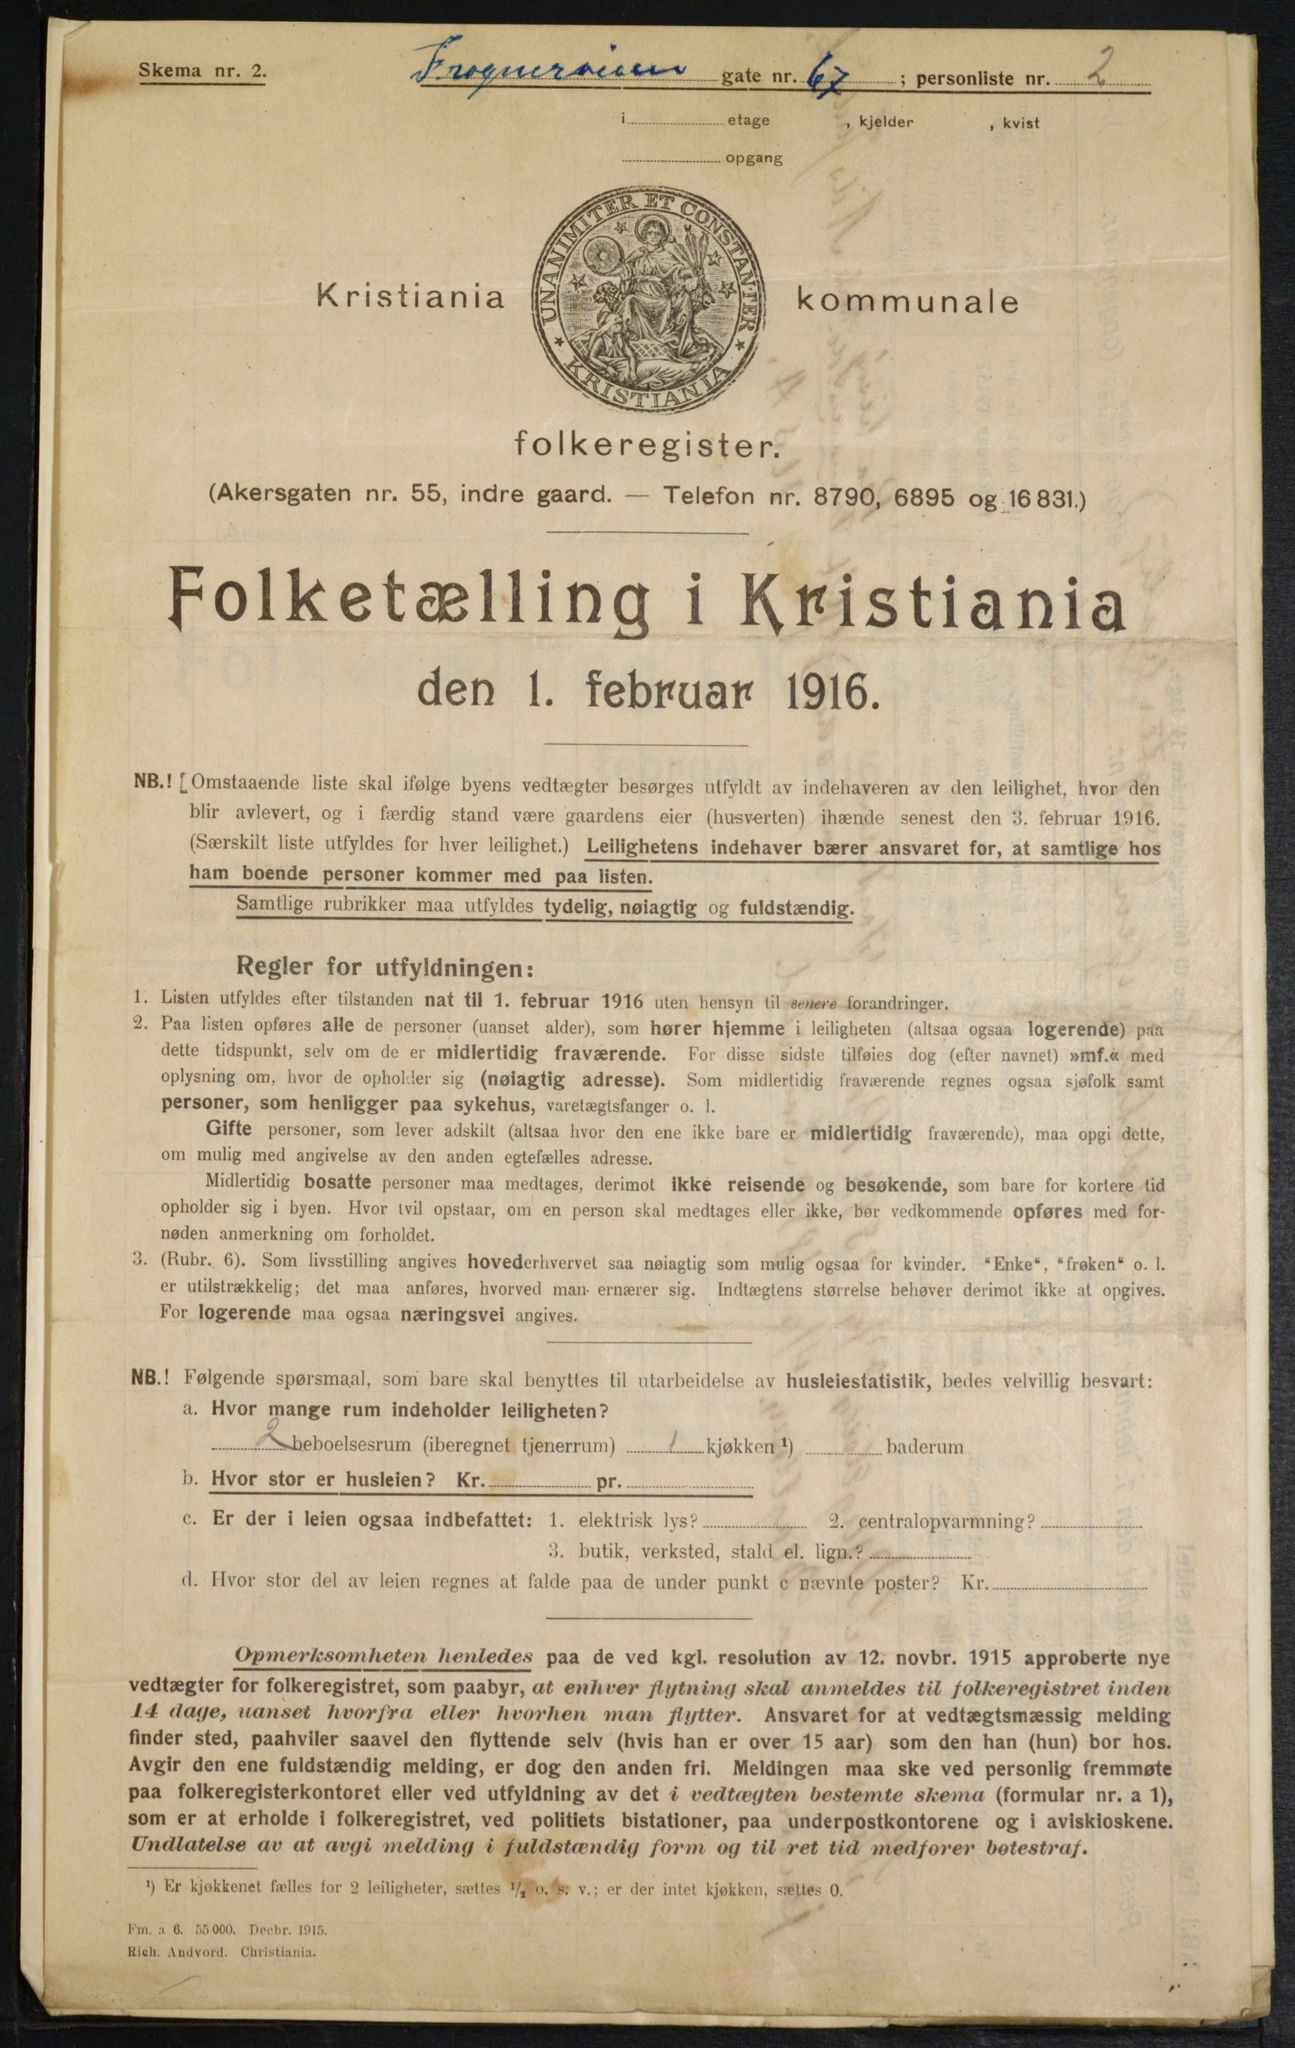 Skema nr. 2. Frognerveien gate nr. 67 ; personliste nr. 2
i etage , kjelder , kvist
opgang
UNANIMITER ET CONSTANTER
KRISTIANIA
Kristiania kommunale
folkeregister.
(Akersgaten nr. 55, indre gaard. — Telefon nr. 8790, 6895 og 16 831.)
Folketælling i Kristiania
den 1. februar 1916.
NB.! Omstaaende liste skal ifølge byens vedtægter besørges utfyldt av indehaveren av den leilighet, hvor den
blir avlevert, og i færdig stand være gaardens eier (husverten) ihænde senest den 3. februar 1916.
(Særskilt liste utfyldes for hver leilighet.) Leilighetens indehaver bærer ansvaret for, at samtlige hos
ham boende personer kommer med paa listen.
Samtlige rubrikker maa utfyldes tydelig, nøiagtig og fuldstændig.
Regler for utfyldningen:
1. Listen utfyldes efter tilstanden nat til 1. februar 1916 uten hensyn til senere forandringer.
2. Paa listen opføres alle de personer (uanset alder), som hører hjemme i leiligheten (altsaa ogsaa logerende) paa
dette tidspunkt, selv om de er midlertidig fraværende. For disse sidste tilføies dog (efter navnet) »mf.« med
oplysning om, hvor de opholder sig (nøiagtig adresse). Som midlertidig fraværende regnes ogsaa sjøfolk samt
personer, som henligger paa sykehus, varetægtsfanger o. l.
Gifte personer, som lever adskilt (altsaa hvor den ene ikke bare er midlertidig fraværende), maa opgi dette,
om mulig med angivelse av den anden egtefælles adresse.
Midlertidig bosatte personer maa medtages, derimot ikke reisende og besøkende, som bare for kortere tid
opholder sig i byen. Hvor tvil opstaar, om en person skal medtages eller ikke, bør vedkommende opføres med for-
nøden anmerkning om forholdet.
3. (Rubr. 6). Som livsstilling angives hovederhvervet saa nøiagtig som mulig ogsaa for kvinder. "Enke", "frøken" o. l.
er utilstrækkelig; det maa anføres, hvorved man ernærer sig. Indtægtens størrelse behøver derimot ikke at opgives.
For logerende maa ogsaa næringsvei angives.
NB.! Følgende spørsmaal, som bare skal benyttes til utarbeidelse av husleiestatistik, bedes velvillig besvart:
a. Hvor mange rum indeholder leiligheten?
2 beboelsesrum (iberegnet tjenerrum) 1 kjøkken ¹) baderum
b. Hvor stor er husleien? Kr. pr.
c. Er der i leien ogsaa indbefattet: 1. elektrisk lys? 2. centralopvarmning?
3. butik, verksted, stald el. lign.?
d. Hvor stor del av leien regnes at falde paa de under punkt c nævnte poster? Kr.
Opmerksomheten henledes paa de ved kgl. resolution av 12. novbr. 1915 approberte nye
vedtægter for folkeregistret, som paabyr, at enhver flytning skal anmeldes til folkeregistret inden
14 dage, uanset hvorfra eller hvorhen man flytter. Ansvaret for at vedtægtsmæssig melding
finder sted, paahviler saavel den flyttende selv (hvis han er over 15 aar) som den han (hun) bor hos.
Avgir den ene fuldstændig melding, er dog den anden fri. Meldingen maa ske ved personlig fremmøte
paa folkeregisterkontoret eller ved utfyldning av det i vedtægten bestemte skema (formular nr. a 1),
som er at erholde i folkeregistret, ved politiets bistationer, paa underpostkontorene og i aviskioskene.
Undlatelse av at avgi melding i fuldstændig form og til ret tid medfører bøtestraf.
¹) Er kjøkkenet fælles for 2 leiligheter, sættes ½ o. s. v.; er der intet kjøkken, sættes 0.
Fm. a 6. 55 000. Decbr. 1915.
Rich. Andvord. Christiania.